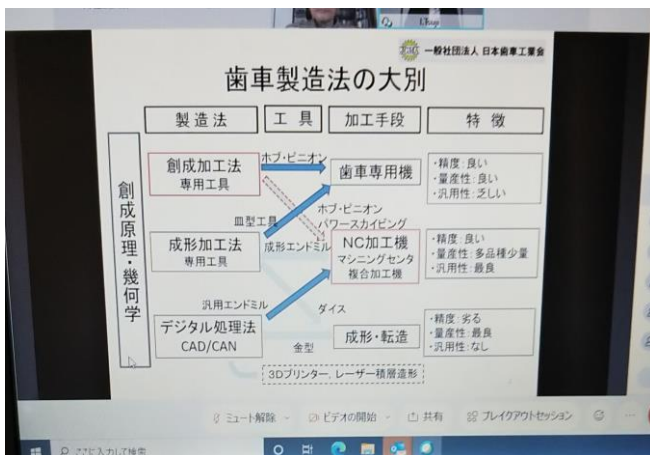 一般社団法人 日本歯車工業会
歯車製造法の大別
製造法
工具
加工手段
特徴
創成原理・幾何学
創成加工法
専用工具
ホブ・ピニオン
歯車専用機
・精度:良い
・量産性:良い
・汎用性:乏しい
皿型工具
ホブ・ピニオン
パワースカイビング
成形加工法
専用工具
成形エンドミル
NC加工機
マシニングセンタ
複合加工機
・精度:良い
・量産性:多品種少量
・汎用性:最良
汎用エンドミル
ダイス
デジタル処理法
CAD/CAN
金型
成形・転造
・精度:劣る
・量産性:最良
・汎用性:なし
3Dプリンター、レーザー積層造形
ミュート解除
ビデオの開始
共有
ブレイクアウトセッション
ここに入力して検索